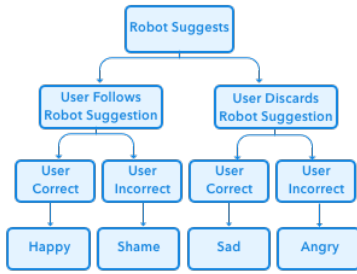 Robot Suggests
User Follows
Robot Suggestion
User Discards
Robot Suggestion
User
Correct
User
Incorrect
User
Correct
User
Incorrect
Happy
Shame
Sad
Angry